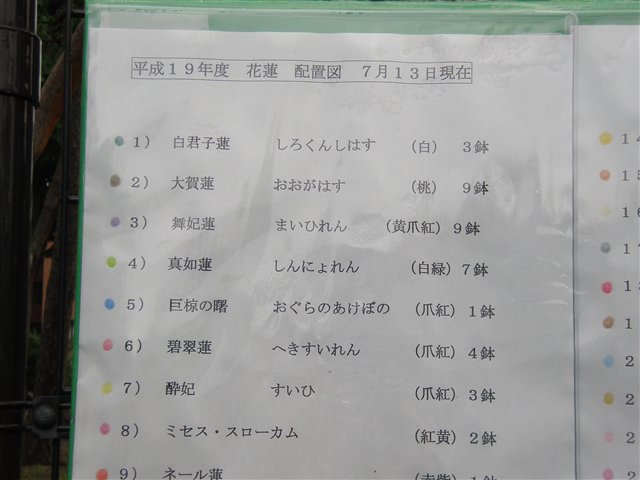 平成19年度　花蓮　配置図　7月13日現在
1）　白君子蓮　しろくんしはす　（白）　3鉢
2）　大賀蓮　おおがはす　（桃）　9鉢
3）　舞妃蓮　まいひれん　（黄爪紅）9鉢
4）　真如蓮　しんにょれん　（白緑）7鉢
5）　巨椋の曙　おぐらのあけぼの　（爪紅）1鉢
6）　碧翠蓮　へきすいれん　（爪紅）4鉢
7）　酔妃　すいひ　（爪紅）3鉢
8）　ミセス・スローカム　（紅黄）2鉢
9）　ネール蓮
14
15
16
17